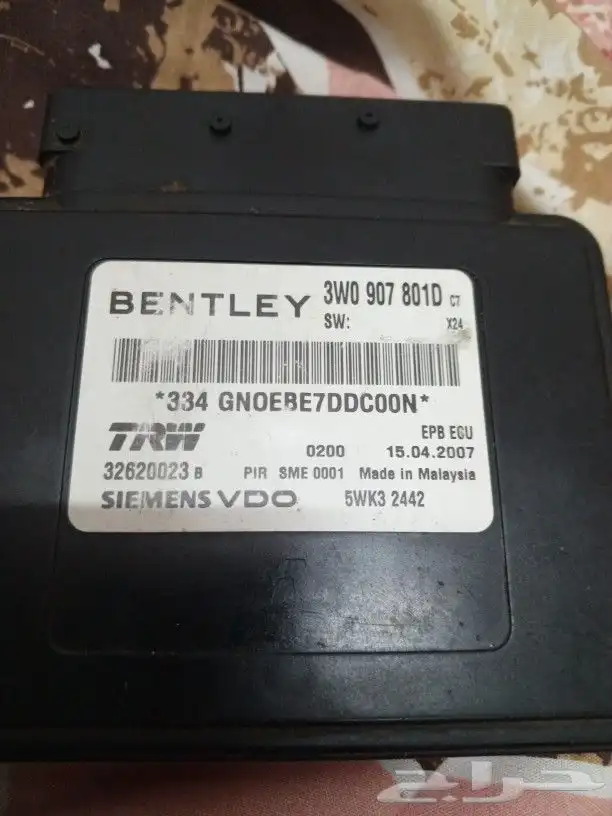 BENTLEY 3W0 907 801D C7
SW: X24
*334 GNOEBE7DDC00N*
TRW EPB ECU
0200 15.04.2007
32620023 B PIR SME 0001 Made in Malaysia
SIEMENS VDO 5WK3 2442
حراج